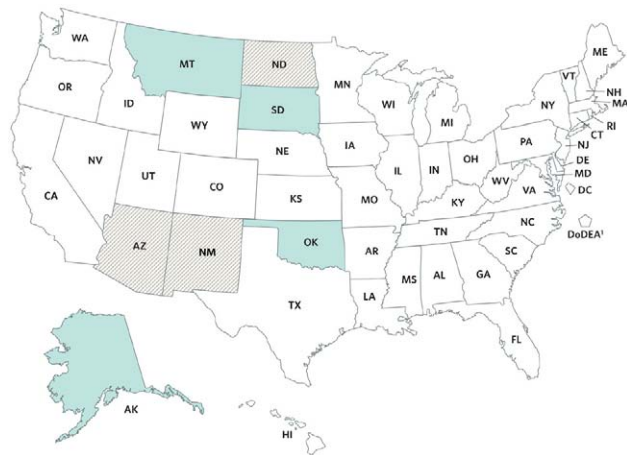 WA
MT
ND
MN
ME
OR
ID
SD
WI
VT
NH
WY
MI
NY
MA
RI
CT
NV
NE
IA
PA
NJ
UT
IL
IN
OH
DE
MD
CA
CO
WV
DC
KS
MO
VA
KY
DoDEA¹
AZ
NM
OK
AR
TN
NC
SC
TX
LA
MS
AL
GA
FL
AK
HI